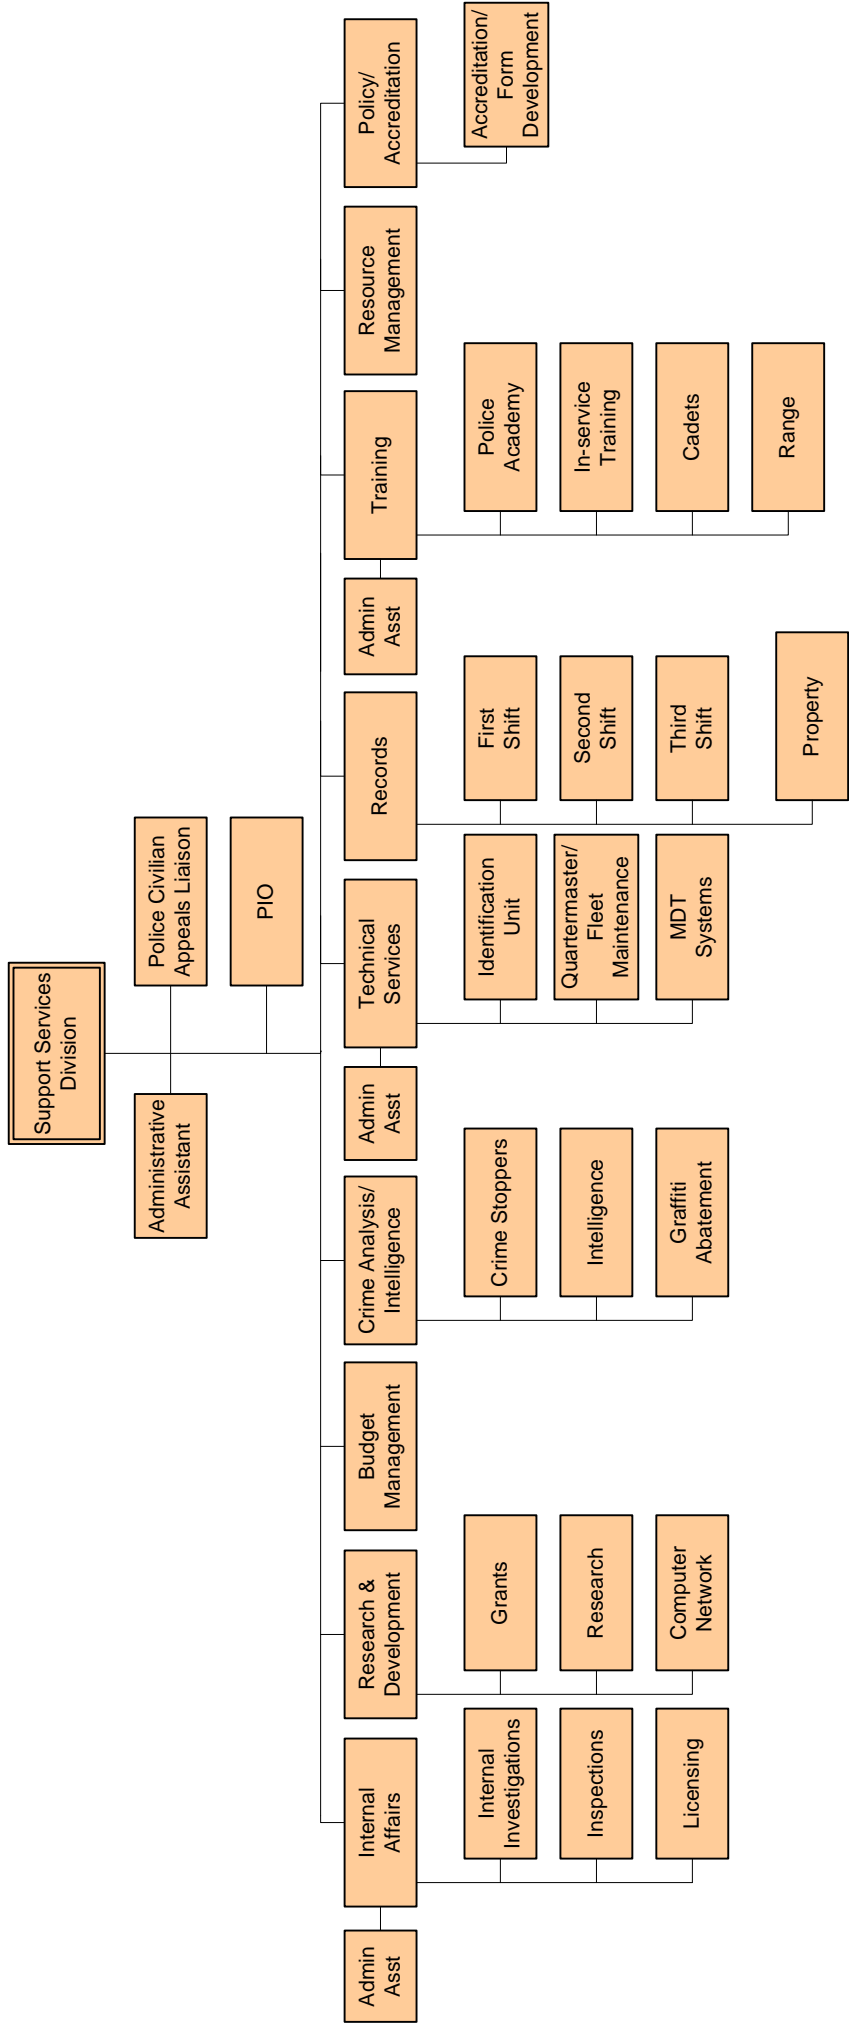 Support Services
Division
Administrative
Assistant
Police Civilian
Appeals Liaison
PIO
Admin
Asst
Internal
Affairs
Internal
Investigations
Inspections
Licensing
Research &
Development
Grants
Research
Computer
Network
Budget
Management
Crime Analysis/
Intelligence
Crime Stoppers
Intelligence
Graffiti
Abatement
Admin
Asst
Technical
Services
Identification
Unit
Quartermaster/
Fleet
Maintenance
MDT
Systems
Records
First
Shift
Second
Shift
Third
Shift
Property
Admin
Asst
Training
Police
Academy
In-service
Training
Cadets
Range
Resource
Management
Policy/
Accreditation
Accreditation/
Form
Development